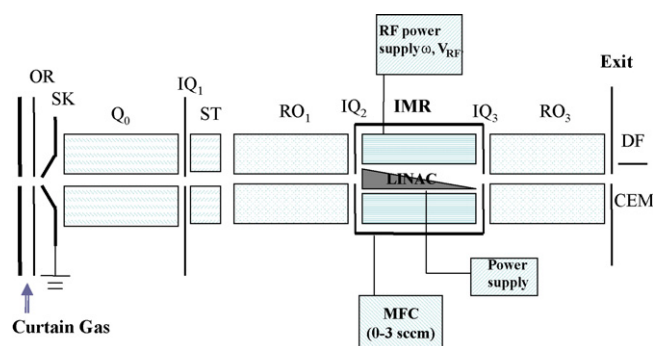 RF power
supply ω, V_RF
Exit
OR
SK
IQ₁
Q₀
ST
RO₁
IQ₂
IMR
IQ₃
RO₃
DF
LINAC
CEM
Power
supply
MFC
(0-3 sccm)
Curtain Gas